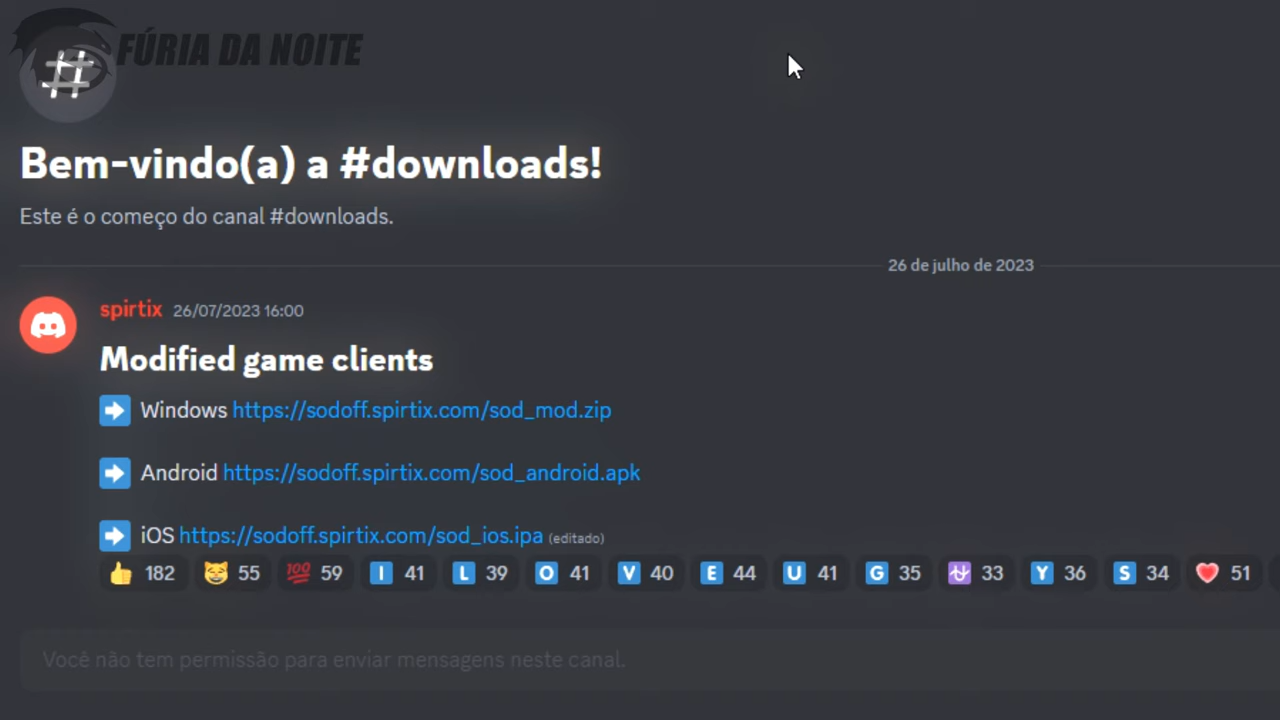 FÚRIA DA NOITE
Bem-vindo(a) a #downloads!
Este é o começo do canal #downloads.
26 de julho de 2023
spirtix 26/07/2023 16:00
Modified game clients
➡ Windows https://sodoff.spirtix.com/sod_mod.zip
➡ Android https://sodoff.spirtix.com/sod_android.apk
➡ iOS https://sodoff.spirtix.com/sod_ios.ipa (editado)
👍 182 😸 55 💯 59 I 41 L 39 O 41 V 40 E 44 U 41 G 35 ⛎ 33 Y 36 S 34 ❤ 51
Você não tem permissão para enviar mensagens neste canal.